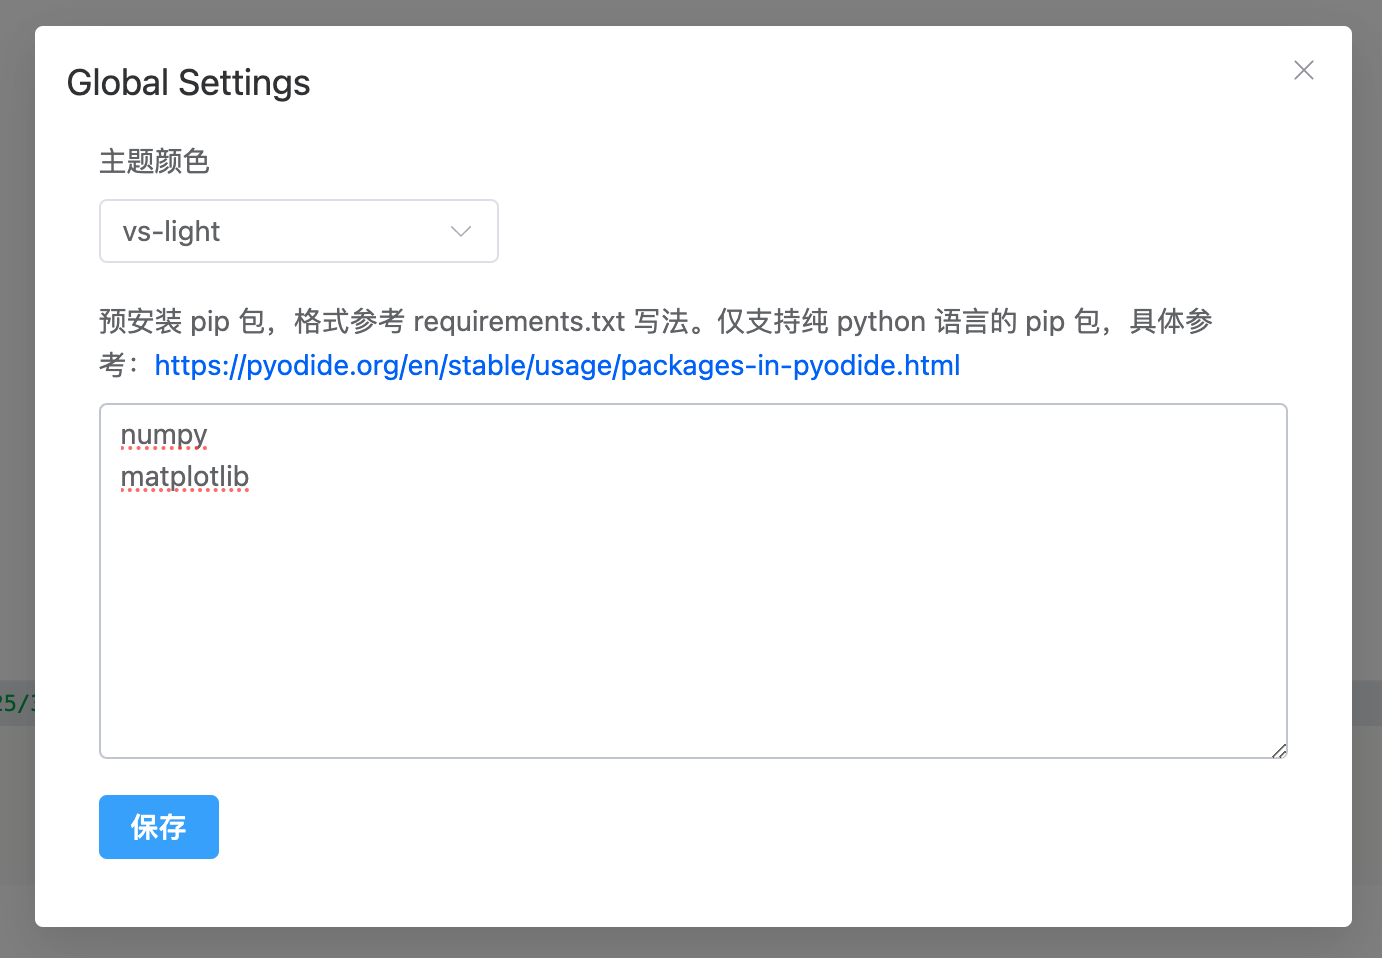 Global Settings
主题颜色
vs-light
预安装 pip 包，格式参考 requirements.txt 写法。仅支持纯 python 语言的 pip 包，具体参
考：https://pyodide.org/en/stable/usage/packages-in-pyodide.html
numpy
matplotlib
25/
保存